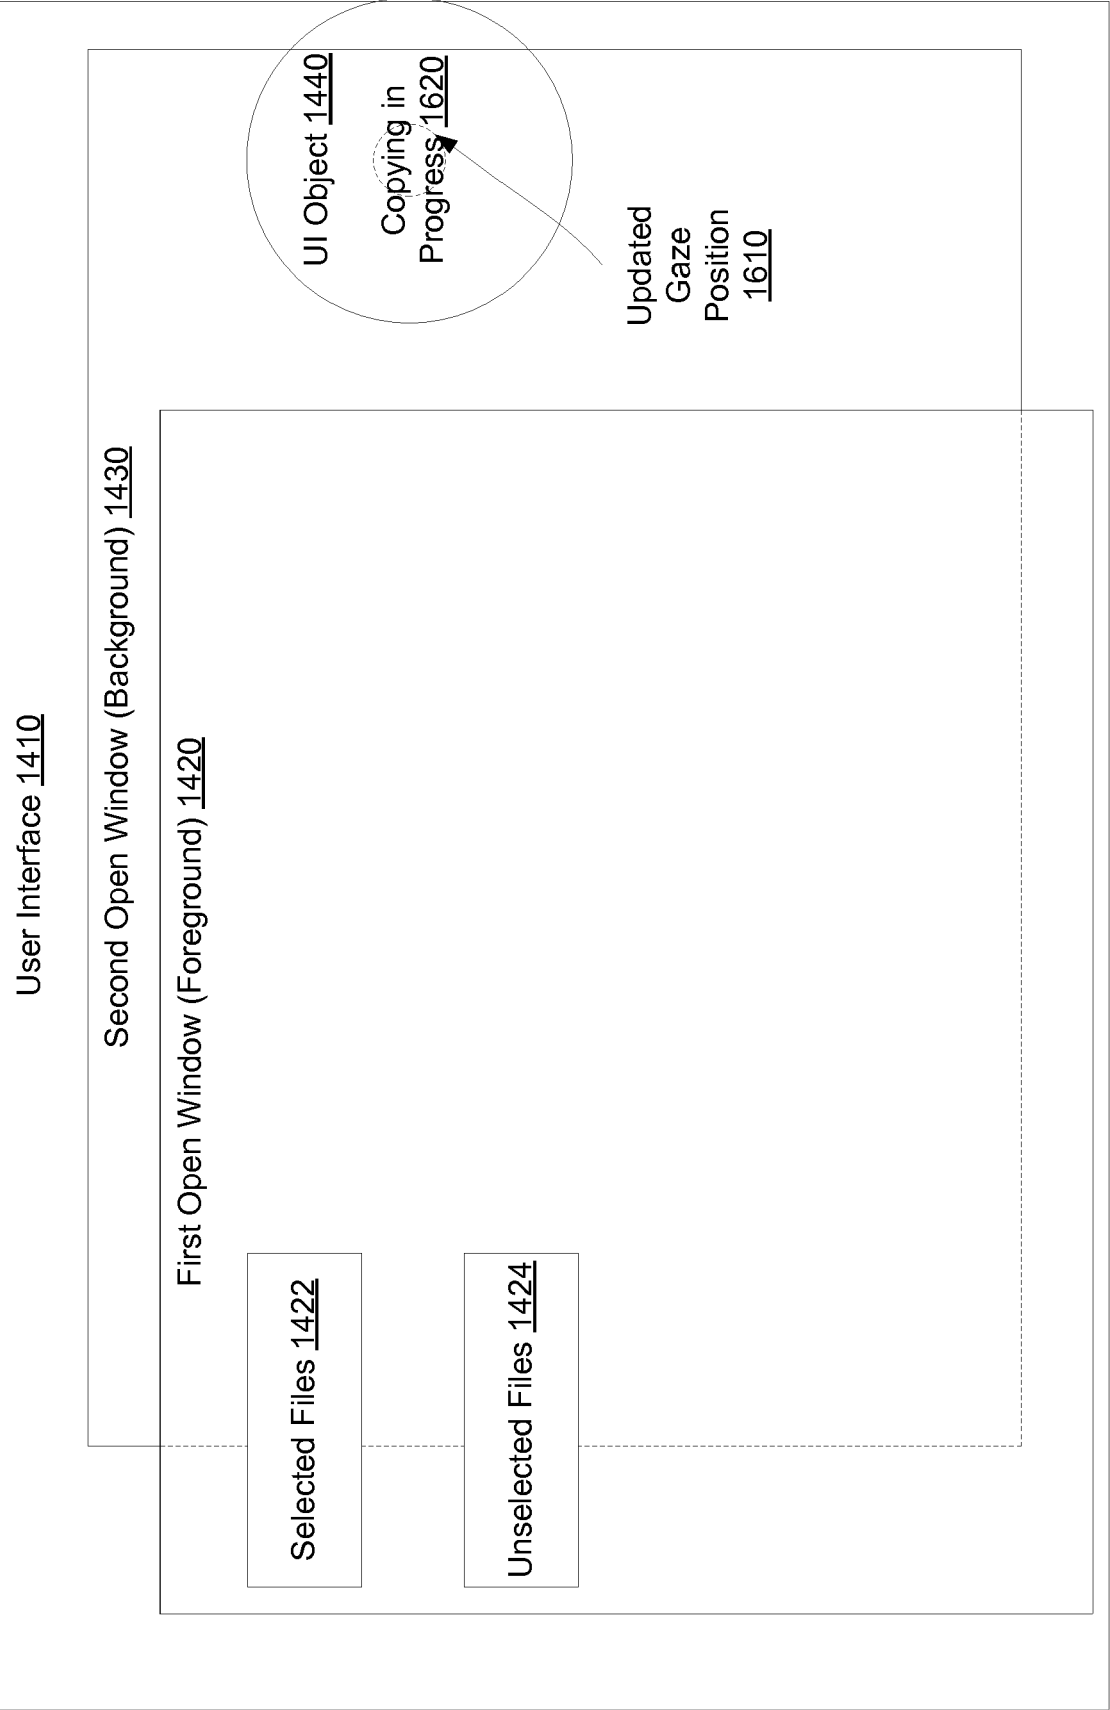 User Interface 1410
Second Open Window (Background) 1430
First Open Window (Foreground) 1420
Selected Files 1422
Unselected Files 1424
UI Object 1440
Copying in
Progress 1620
Updated
Gaze
Position
1610